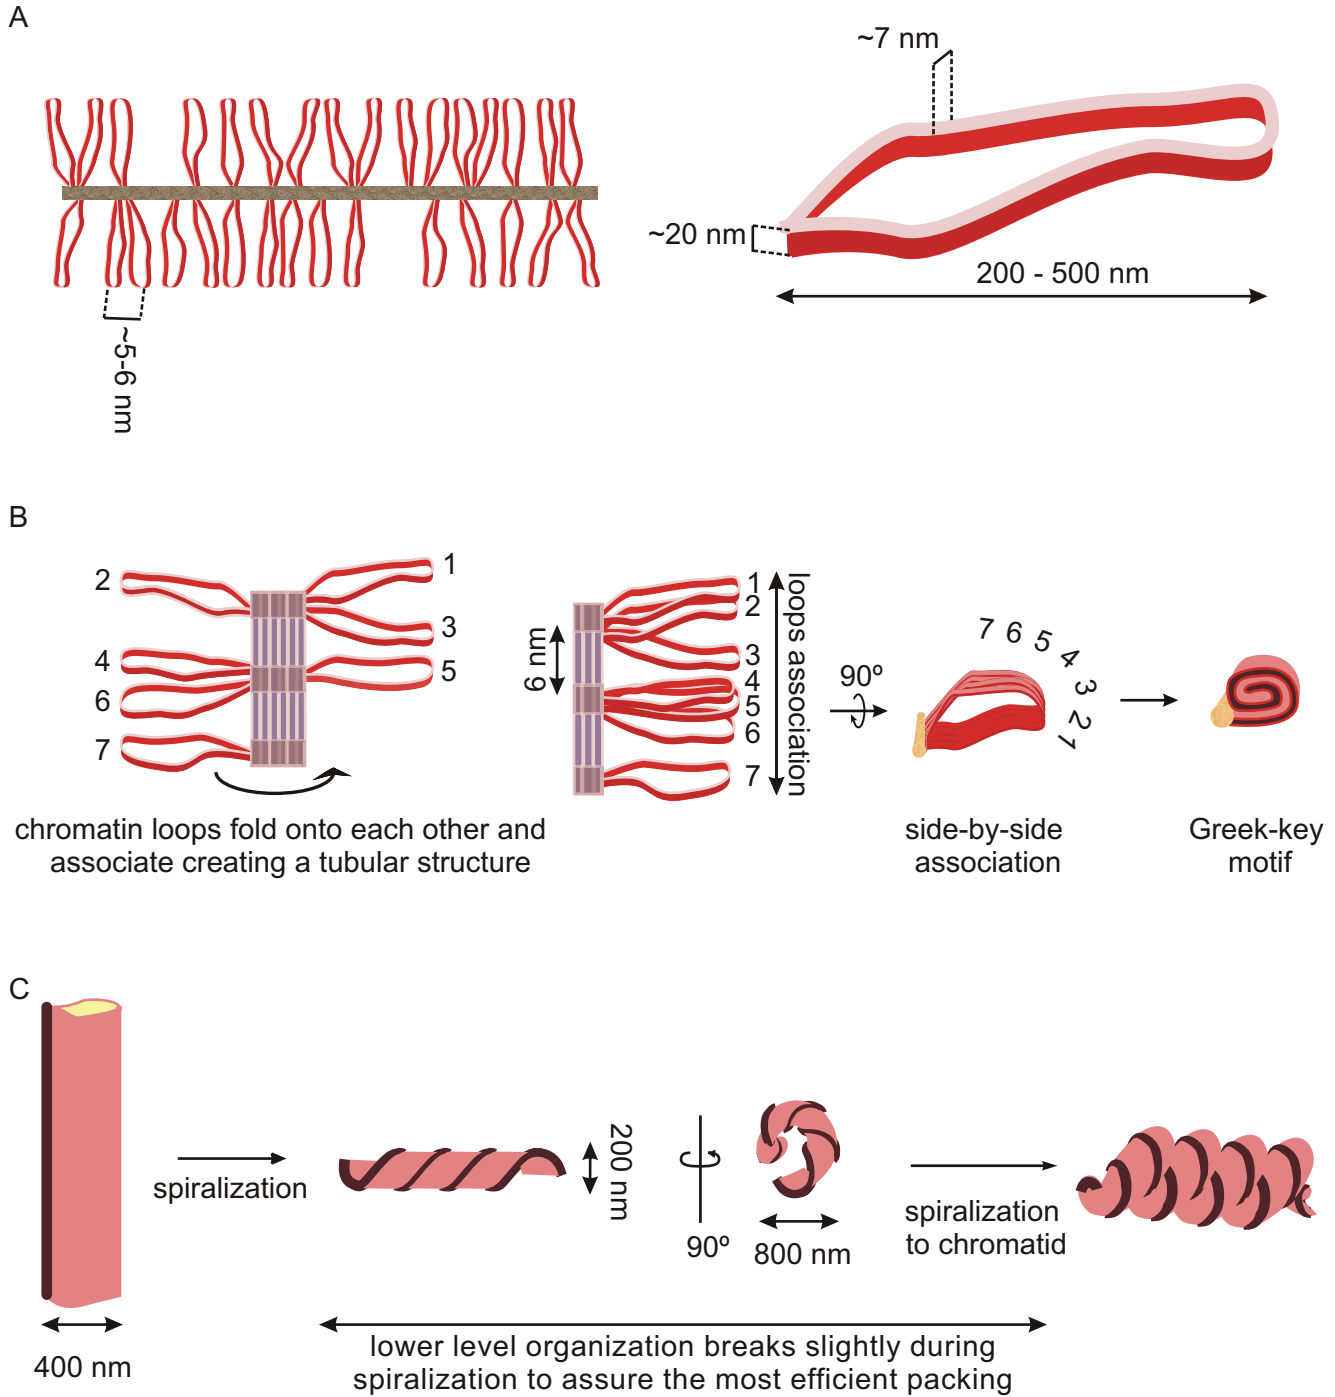 A
~7 nm
~20 nm
200 - 500 nm
~5-6 nm
B
2
1
3
4
5
6
7
9 nm
1
2
3
4
5
6
7
loops association
90º
7 6 5 4 3 2 1
chromatin loops fold onto each other and
associate creating a tubular structure
side-by-side
association
Greek-key
motif
C
400 nm
spiralization
200 nm
90º
800 nm
spiralization
to chromatid
lower level organization breaks slightly during
spiralization to assure the most efficient packing